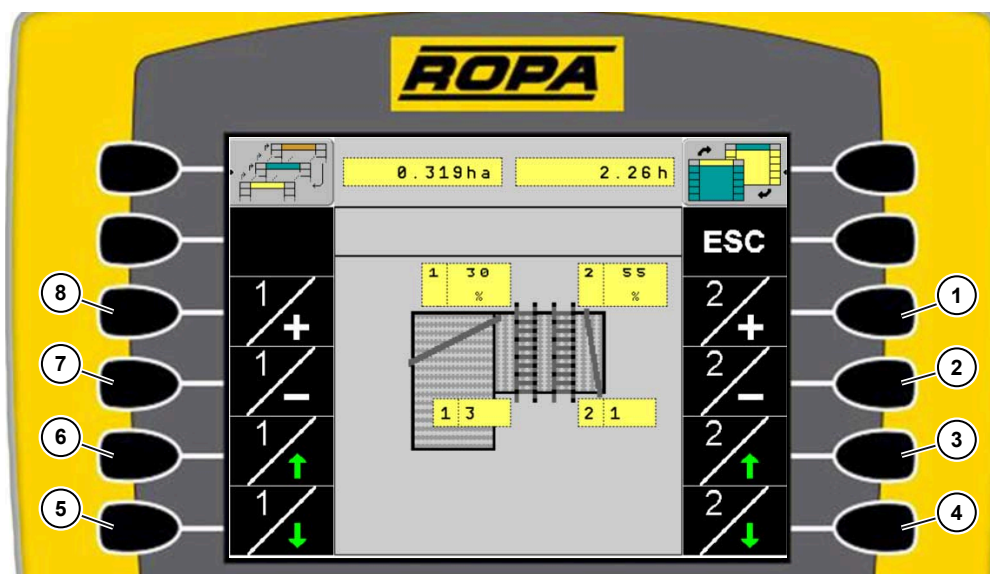 ROPA
0.319ha 2.26h
ESC
1 30 % 2 55 %
8 1/+ 2/+ 1
7 1/− 2/− 2
1 3 2 1
6 1/↑ 2/↑ 3
5 1/↓ 2/↓ 4